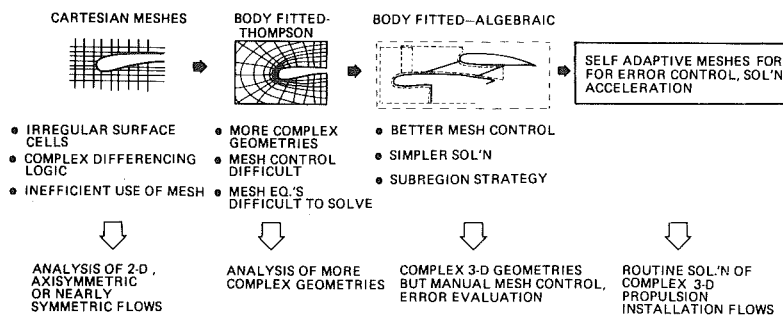 CARTESIAN MESHES
BODY FITTED-
THOMPSON
BODY FITTED—ALGEBRAIC
SELF ADAPTIVE MESHES FOR
FOR ERROR CONTROL, SOL'N
ACCELERATION
• IRREGULAR SURFACE
CELLS
• COMPLEX DIFFERENCING
LOGIC
• INEFFICIENT USE OF MESH
• MORE COMPLEX
GEOMETRIES
• MESH CONTROL
DIFFICULT
• MESH EQ.'S
DIFFICULT TO SOLVE
• BETTER MESH CONTROL
• SIMPLER SOL'N
• SUBREGION STRATEGY
ANALYSIS OF 2-D,
AXISYMMETRIC
OR NEARLY
SYMMETRIC FLOWS
ANALYSIS OF MORE
COMPLEX GEOMETRIES
COMPLEX 3-D GEOMETRIES
BUT MANUAL MESH CONTROL,
ERROR EVALUATION
ROUTINE SOL.'N OF
COMPLEX 3-D
PROPULSION
INSTALLATION FLOWS